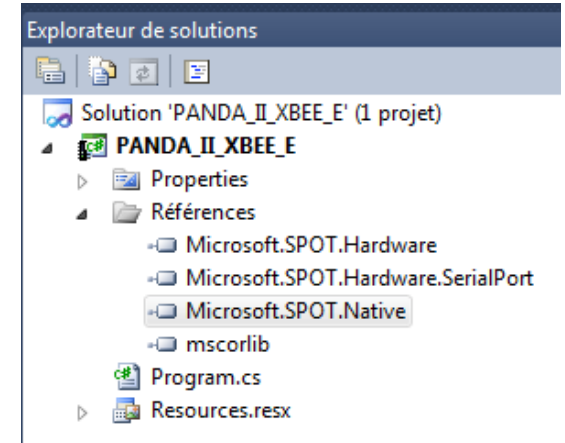 Explorateur de solutions
Solution 'PANDA_II_XBEE_E' (1 projet)
PANDA_II_XBEE_E
Properties
Références
Microsoft.SPOT.Hardware
Microsoft.SPOT.Hardware.SerialPort
Microsoft.SPOT.Native
mscorlib
Program.cs
Resources.resx